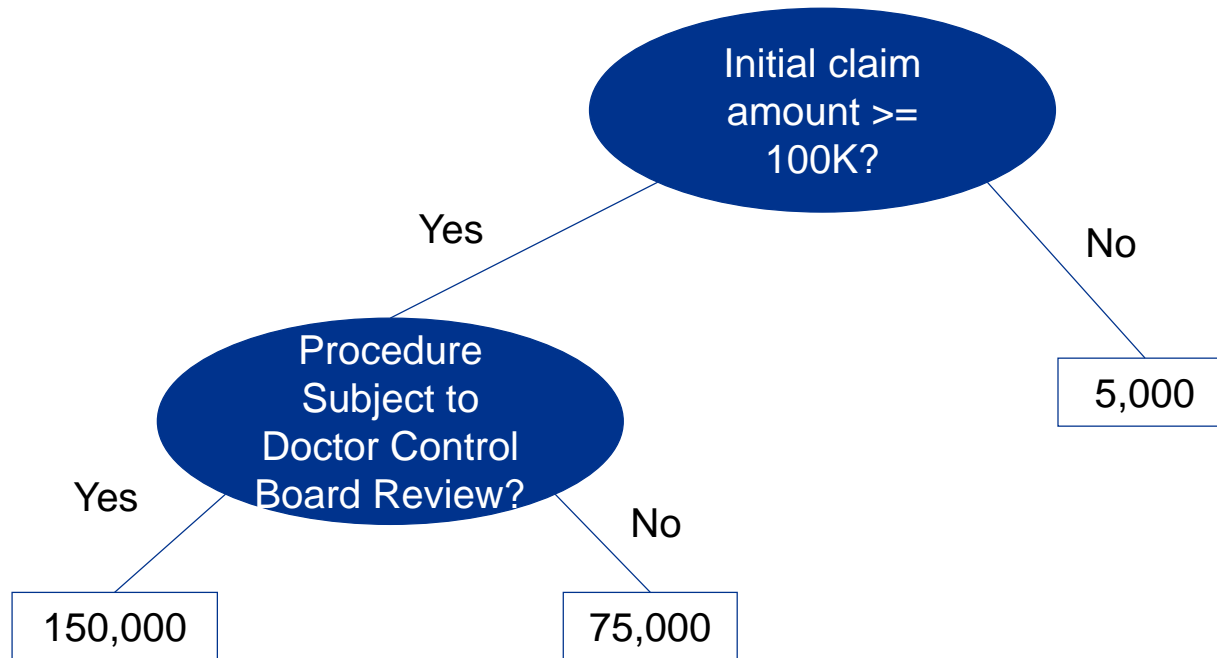 Initial claim
amount >=
100K?
Yes
No
Procedure
Subject to
Doctor Control
Board Review?
5,000
Yes
No
150,000
75,000